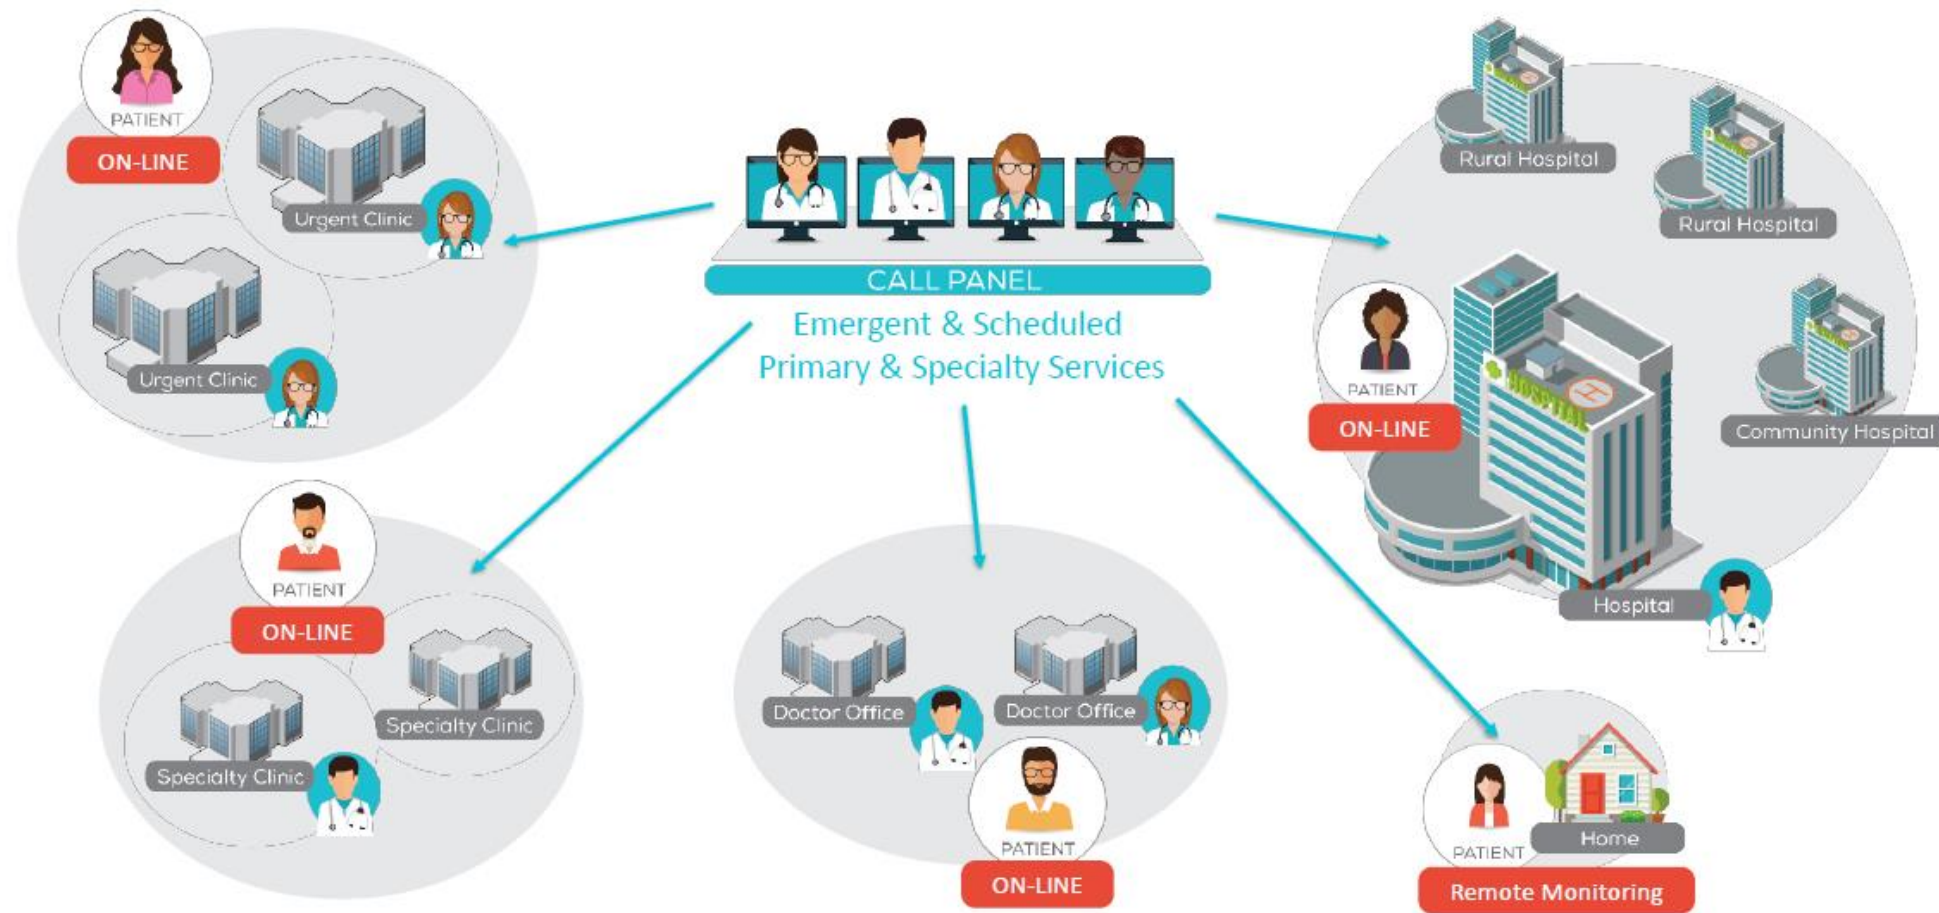 PATIENT
ON-LINE
Urgent Clinic
Urgent Clinic
CALL PANEL
Emergent & Scheduled
Primary & Specialty Services
Rural Hospital
Rural Hospital
PATIENT
ON-LINE
HOSPITAL
H
Community Hospital
Hospital
PATIENT
ON-LINE
Specialty Clinic
Specialty Clinic
Doctor Office
Doctor Office
PATIENT
ON-LINE
PATIENT
Home
Remote Monitoring